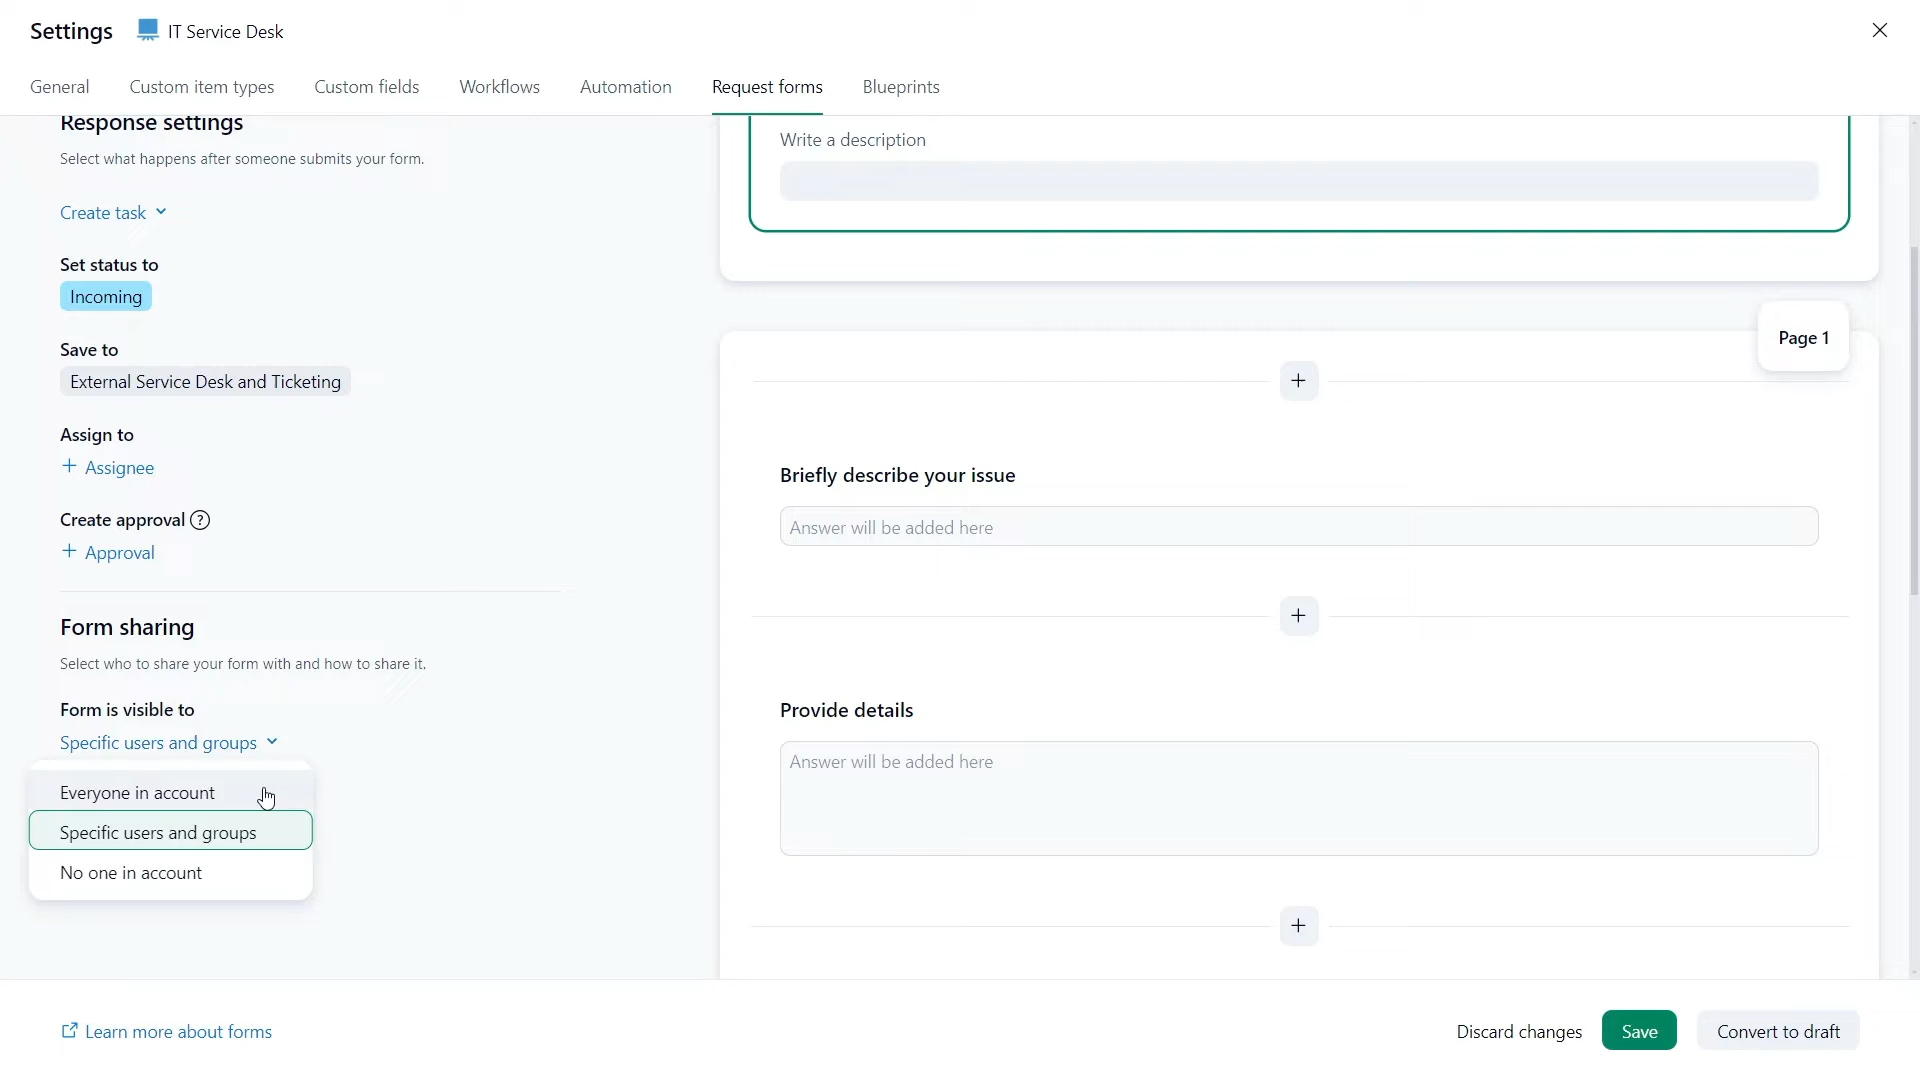 Settings
IT Service Desk
General
Custom item types
Custom fields
Workflows
Automation
Request forms
Blueprints
Response settings
Select what happens after someone submits your form.
Create task
Set status to
Incoming
Save to
External Service Desk and Ticketing
Assign to
+ Assignee
Create approval ?
+ Approval
Form sharing
Select who to share your form with and how to share it.
Form is visible to
Specific users and groups
Everyone in account
Specific users and groups
No one in account
Write a description
Page 1
+
Briefly describe your issue
Answer will be added here
+
Provide details
Answer will be added here
+
Learn more about forms
Discard changes
Save
Convert to draft